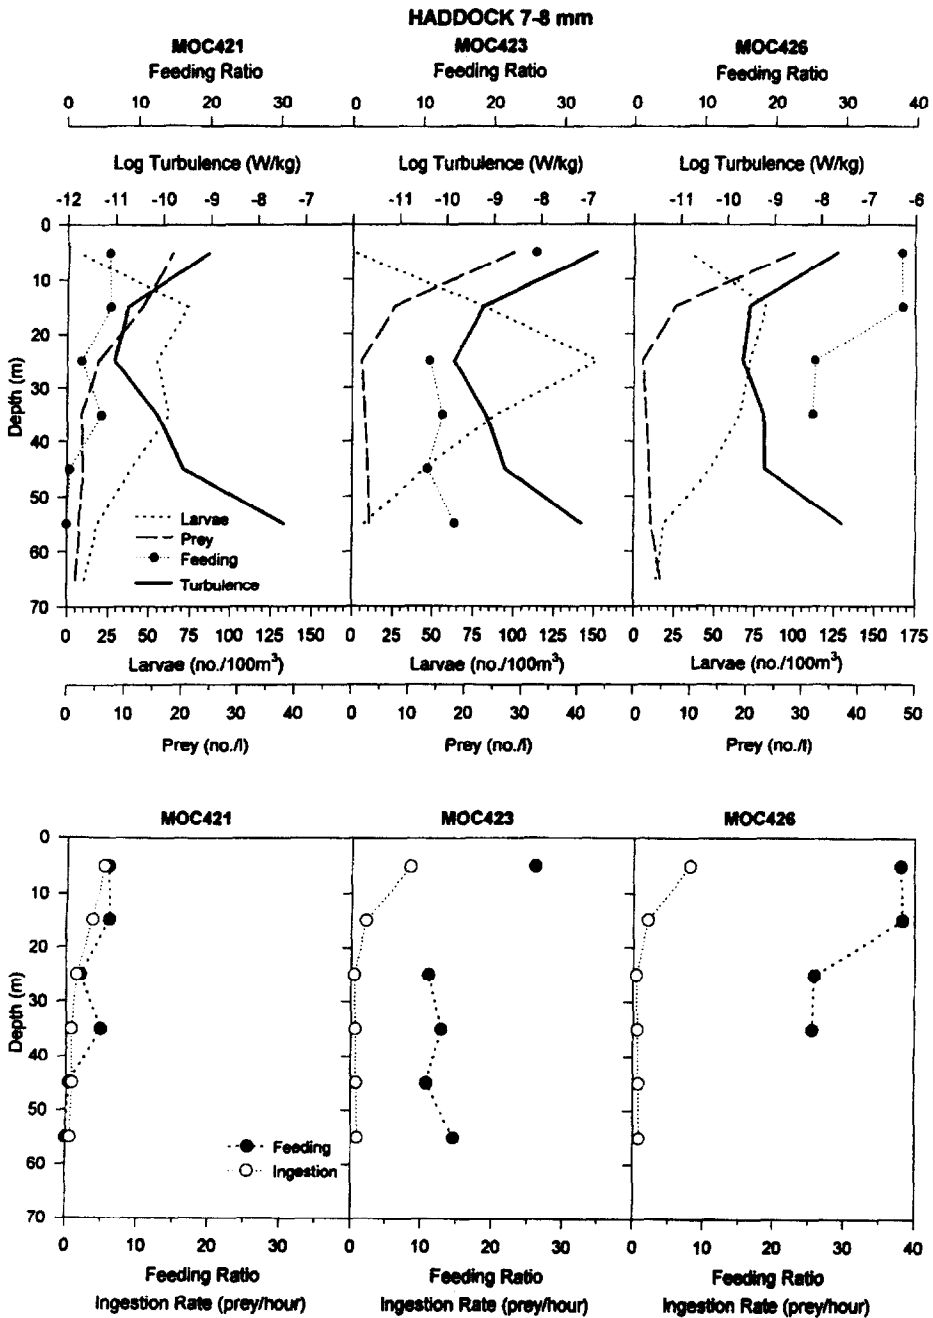 HADDOCK 7-8 mm
MOC421 MOC423 MOC426
Feeding Ratio Feeding Ratio Feeding Ratio
0 10 20 30 0 10 20 30 0 10 20 30 40
Log Turbulence (W/kg) Log Turbulence (W/kg) Log Turbulence (W/kg)
-12 -11 -10 -9 -8 -7 -11 -10 -9 -8 -7 -11 -10 -9 -8 -7 -6
0
10
20
30
40
50
60
70
Depth (m)
Larvae
Prey
Feeding
Turbulence
0 25 50 75 100 125 150 0 25 50 75 100 125 150 0 25 50 75 100 125 150 175
Larvae (no./100m³) Larvae (no./100m³) Larvae (no./100m³)
0 10 20 30 40 0 10 20 30 40 0 10 20 30 40 50
Prey (no./l) Prey (no./l) Prey (no./l)
MOC421 MOC423 MOC426
0
10
20
30
40
50
60
70
Depth (m)
Feeding
Ingestion
0 10 20 30 0 10 20 30 0 10 20 30 40
Feeding Ratio Feeding Ratio Feeding Ratio
Ingestion Rate (prey/hour) Ingestion Rate (prey/hour) Ingestion Rate (prey/hour)